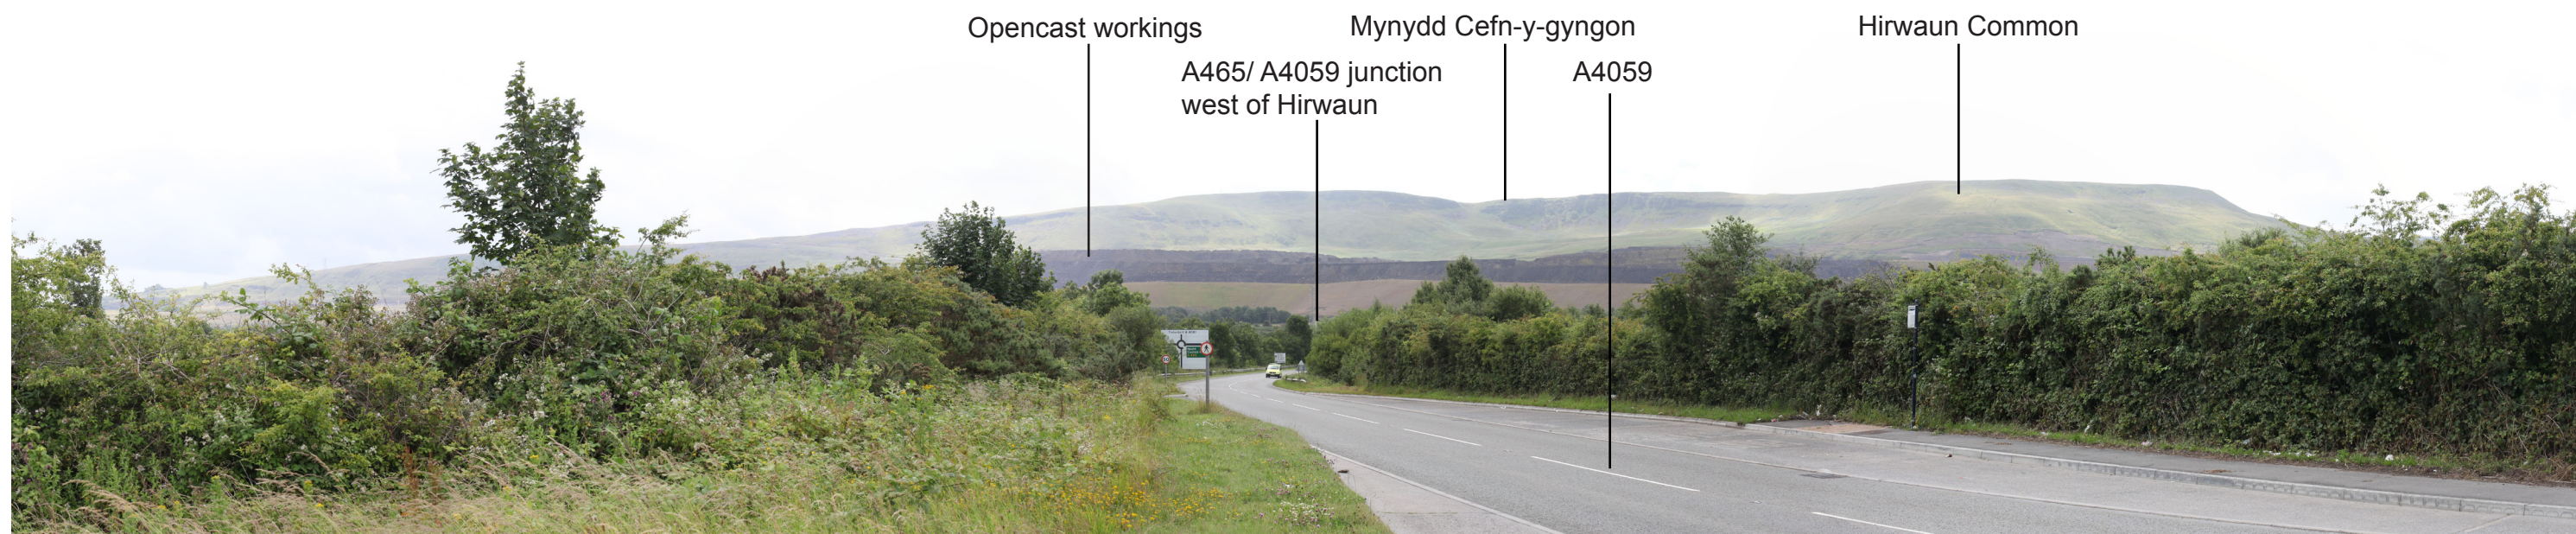 Opencast workings
Mynydd Cefn-y-gyngon
Hirwaun Common
A465/ A4059 junction
west of Hirwaun
A4059